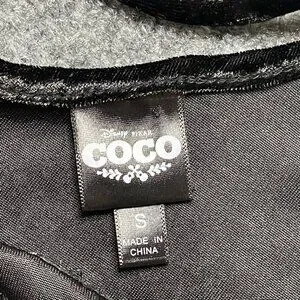 DISNEY PIXAR
COCO
S
MADE IN
CHINA